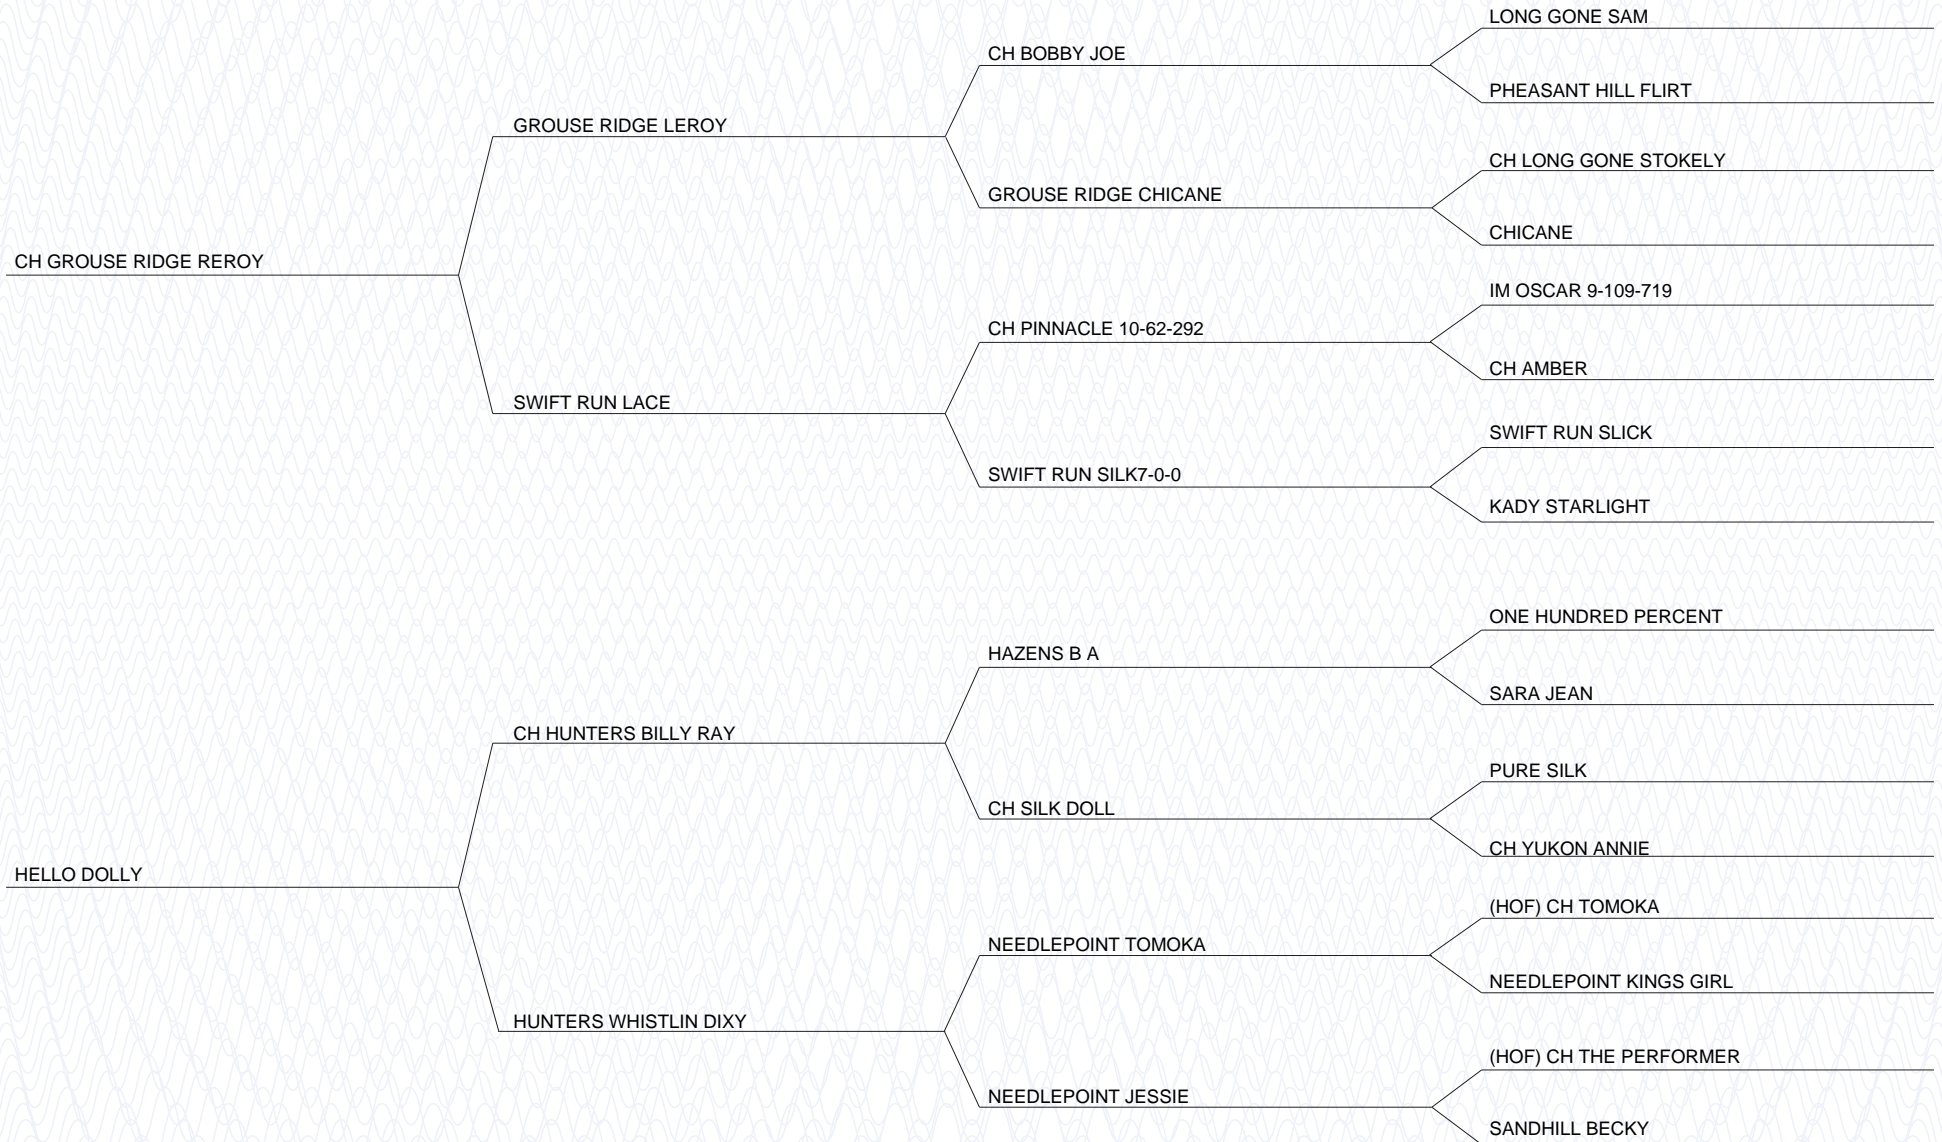 LONG GONE SAM
CH BOBBY JOE
PHEASANT HILL FLIRT
GROUSE RIDGE LEROY
CH LONG GONE STOKELY
GROUSE RIDGE CHICANE
CHICANE
CH GROUSE RIDGE REROY
IM OSCAR 9-109-719
CH PINNACLE 10-62-292
CH AMBER
SWIFT RUN LACE
SWIFT RUN SLICK
SWIFT RUN SILK7-0-0
KADY STARLIGHT
ONE HUNDRED PERCENT
HAZENS B A
SARA JEAN
CH HUNTERS BILLY RAY
PURE SILK
CH SILK DOLL
CH YUKON ANNIE
HELLO DOLLY
(HOF) CH TOMOKA
NEEDLEPOINT TOMOKA
NEEDLEPOINT KINGS GIRL
HUNTERS WHISTLIN DIXY
(HOF) CH THE PERFORMER
NEEDLEPOINT JESSIE
SANDHILL BECKY